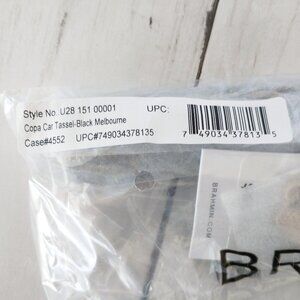 Style No. U28 151 00001 UPC:
Copa Car Tassel-Black Melbourne
Case#4552 UPC#749034378135
7 49034 37813 5
BRAHMIN.COM
BR